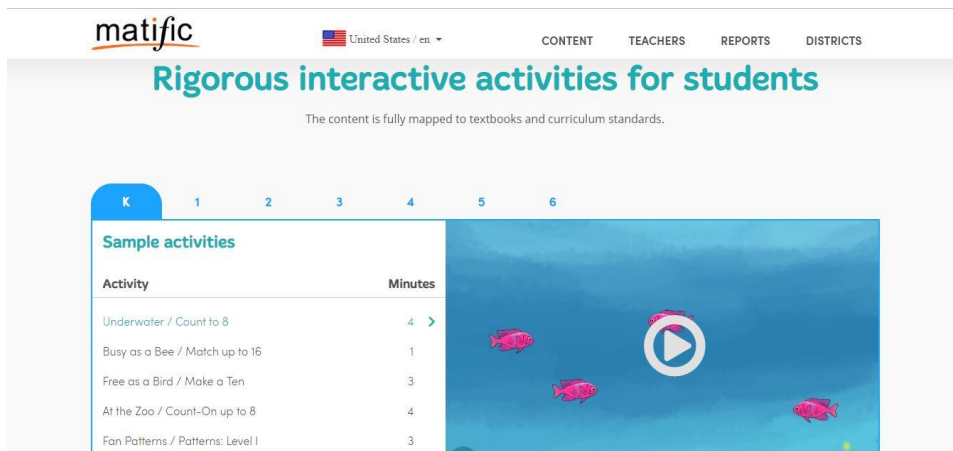 matific
United States / en
CONTENT TEACHERS REPORTS DISTRICTS
Rigorous interactive activities for students
The content is fully mapped to textbooks and curriculum standards.
K 1 2 3 4 5 6
Sample activities
Activity Minutes
Underwater / Count to 8 4
Busy as a Bee / Match up to 16 1
Free as a Bird / Make a Ten 3
At the Zoo / Count-On up to 8 4
Fan Patterns / Patterns: Level I 3